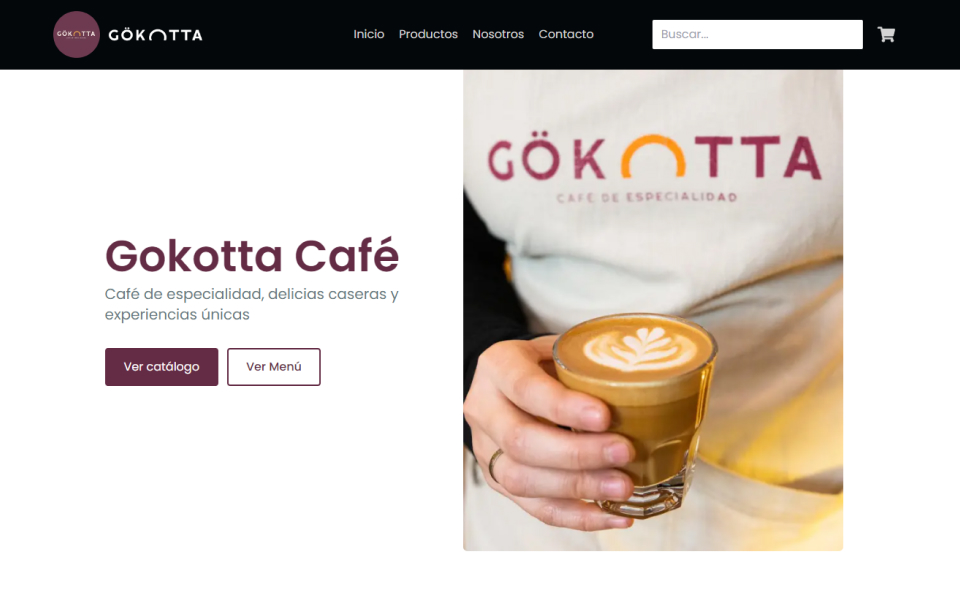 GÖKOTTA
GÖKOTTA
Inicio
Productos
Nosotros
Contacto
Buscar...
GÖKOTTA
CAFÉ DE ESPECIALIDAD
Gokotta Café
Café de especialidad, delicias caseras y
experiencias únicas
Ver catálogo
Ver Menú